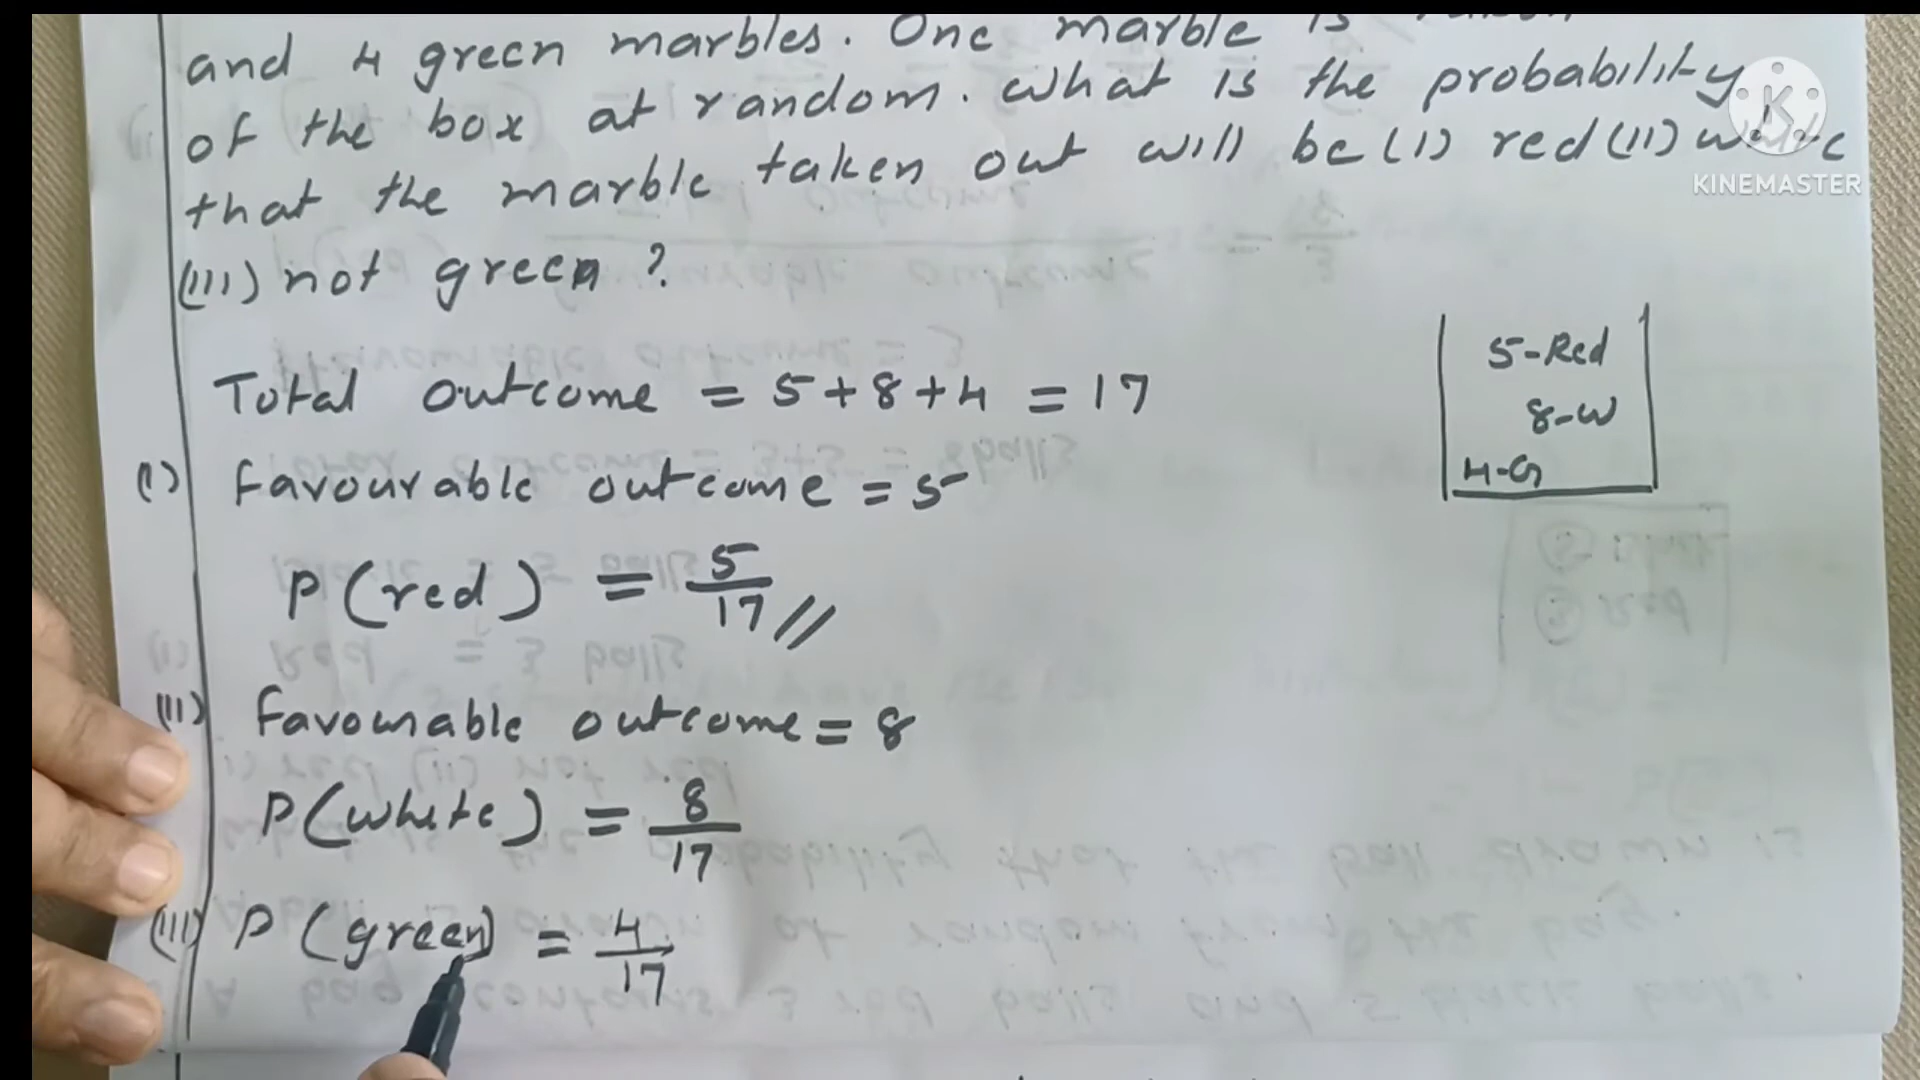 and 4 green marbles. One marble is
of the box at random. What is the probability
that the marble taken out will be (i) red (ii) white
(iii) not green?
Total outcome = 5+8+4 = 17
5-Red
8-W
4-G
(i) Favourable outcome = 5
P(red) = 5/17 //
(ii) Favourable outcome = 8
P(white) = 8/17
(iii) P(green) = 4/17
KINEMASTER